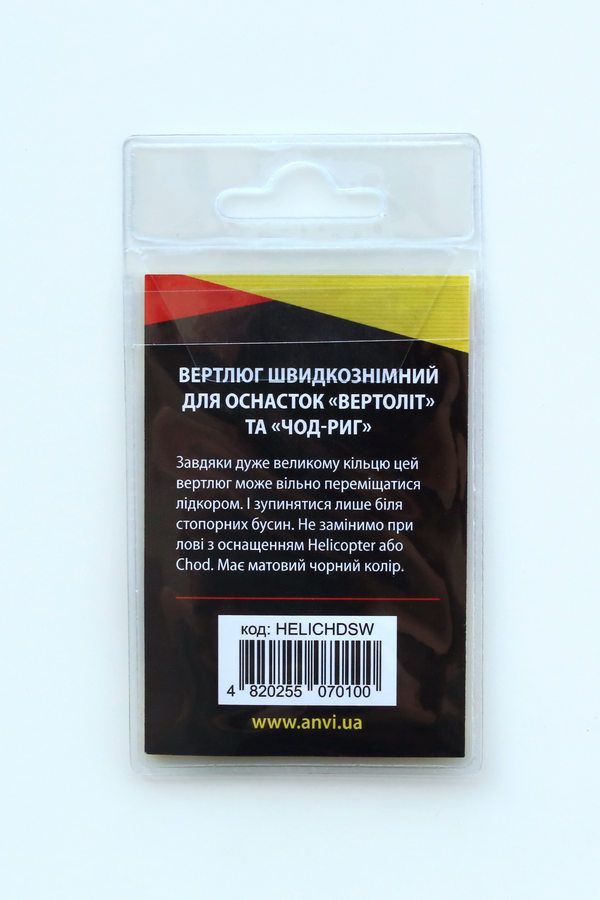 ВЕРТЛЮГ ШВИДКОЗНІМНИЙ
ДЛЯ ОСНАСТОК «ВЕРТОЛІТ»
ТА «ЧОД-РИГ»
Завдяки дуже великому кільцю цей
вертлюг може вільно переміщатися
лідкором. І зупинятися лише біля
стопорних бусин. Не замінимо при
лові з оснащенням Helicopter або
Chod. Має матовий чорний колір.
код: HELICHDSW
4 820255 070100
www.anvi.ua